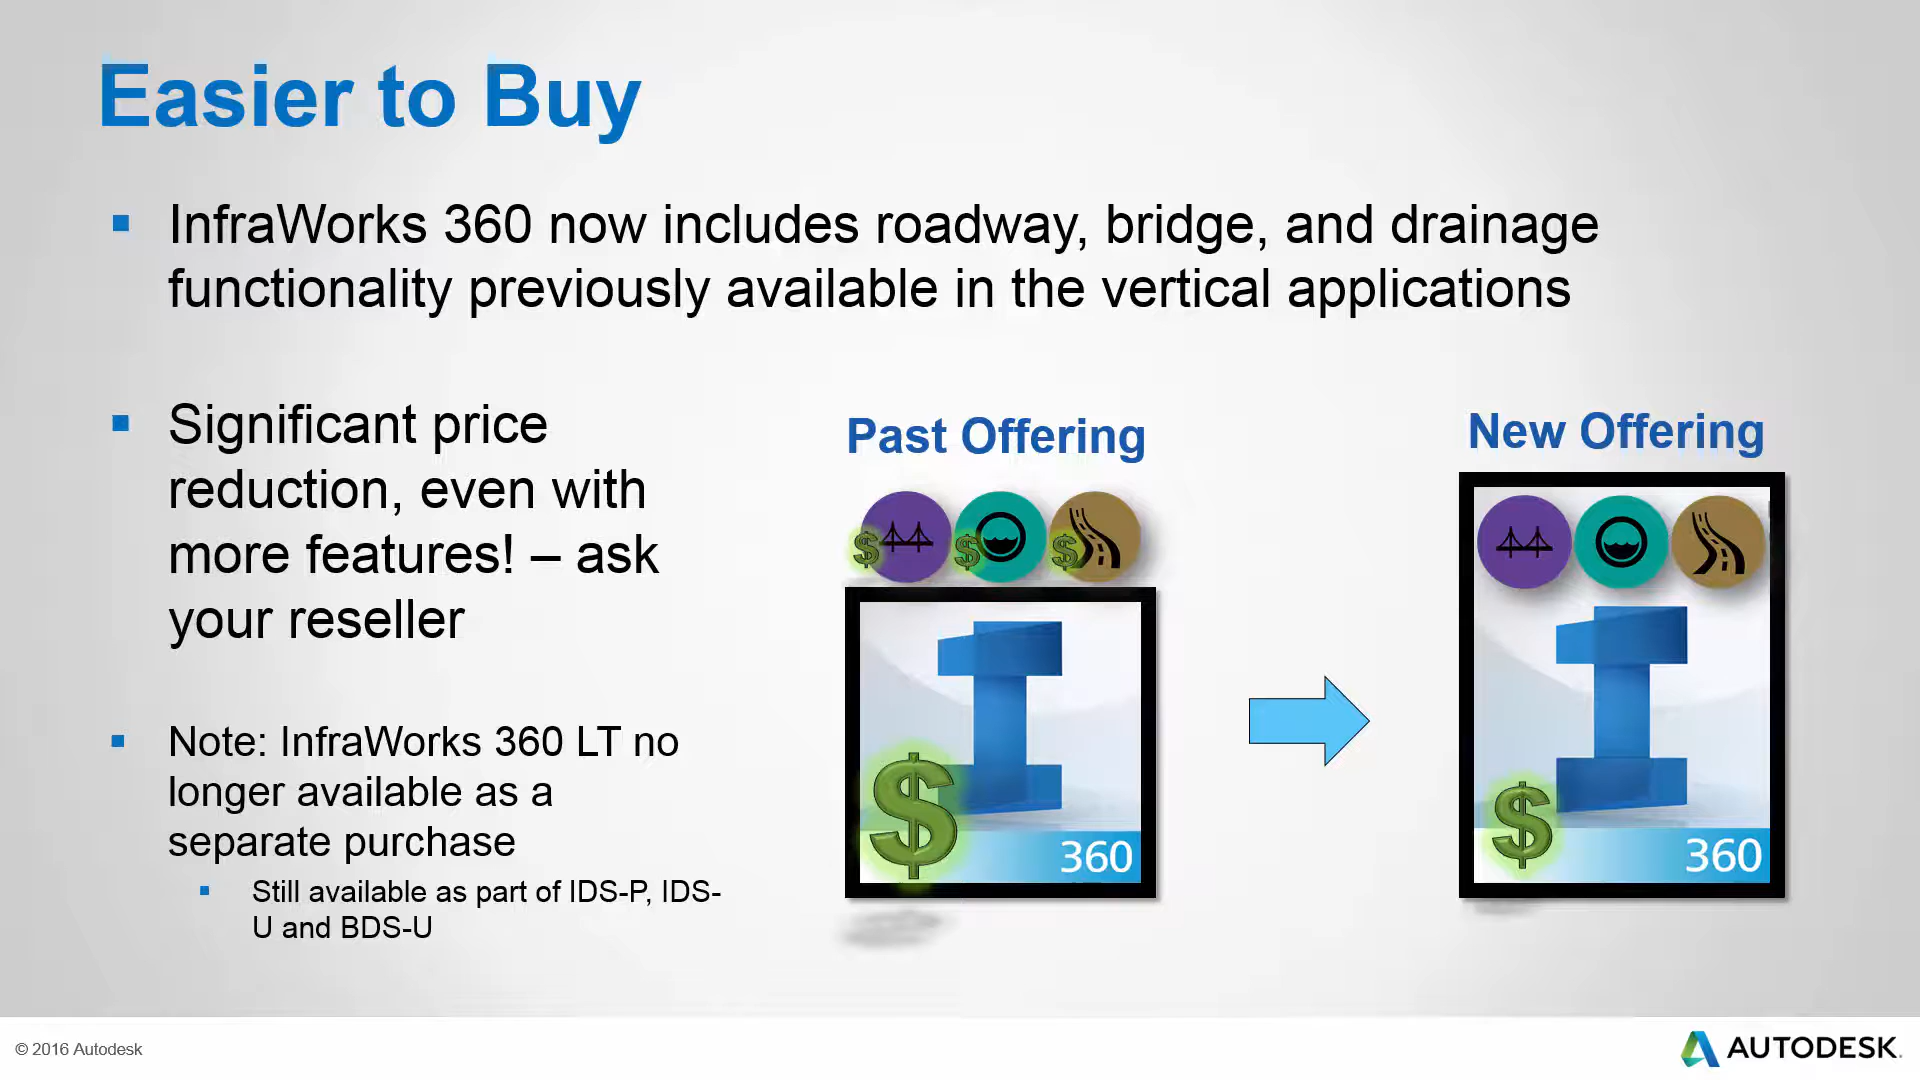 Easier to Buy
InfraWorks 360 now includes roadway, bridge, and drainage
functionality previously available in the vertical applications
Significant price
reduction, even with
more features! – ask
your reseller
Note: InfraWorks 360 LT no
longer available as a
separate purchase
Still available as part of IDS-P, IDS-
U and BDS-U
Past Offering
$ $ $
$
360
New Offering
$
360
© 2016 Autodesk
AUTODESK.